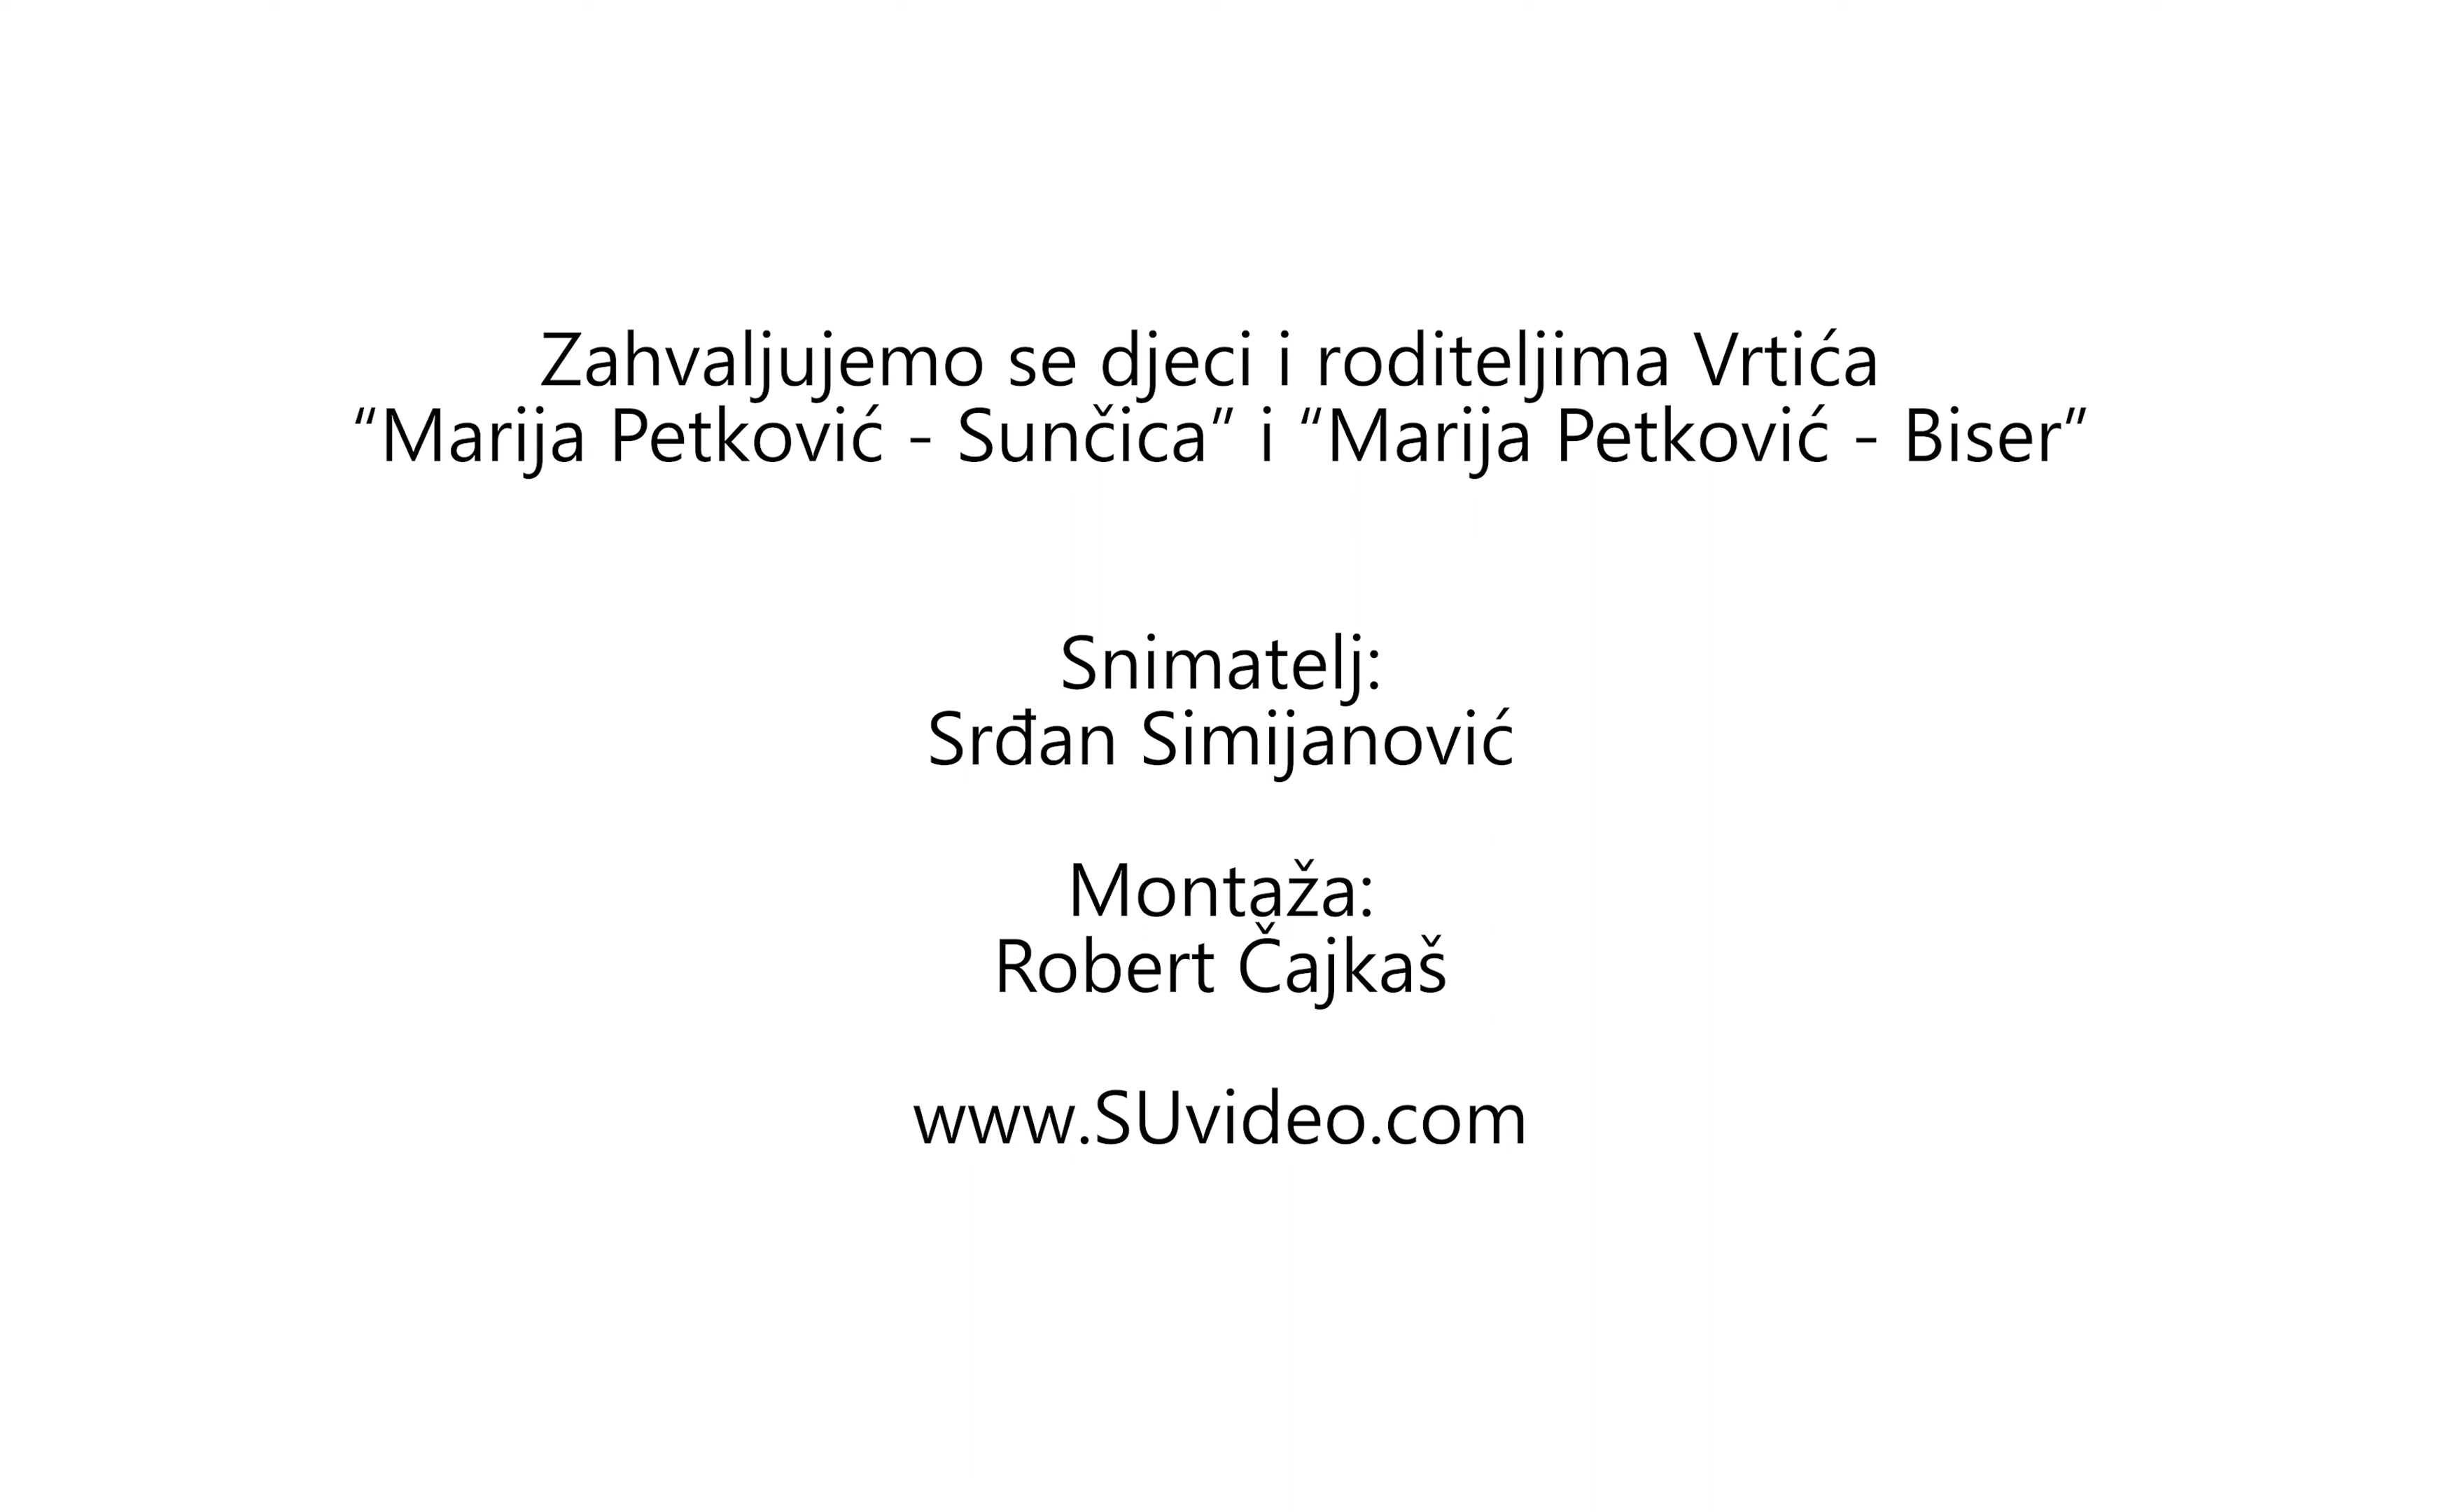 Zahvaljujemo se djeci i roditeljima Vrtića
“Marija Petković - Sunčica” i “Marija Petković - Biser”
Snimatelj:
Srđan Simijanović
Montaža:
Robert Čajkaš
www.SUvideo.com